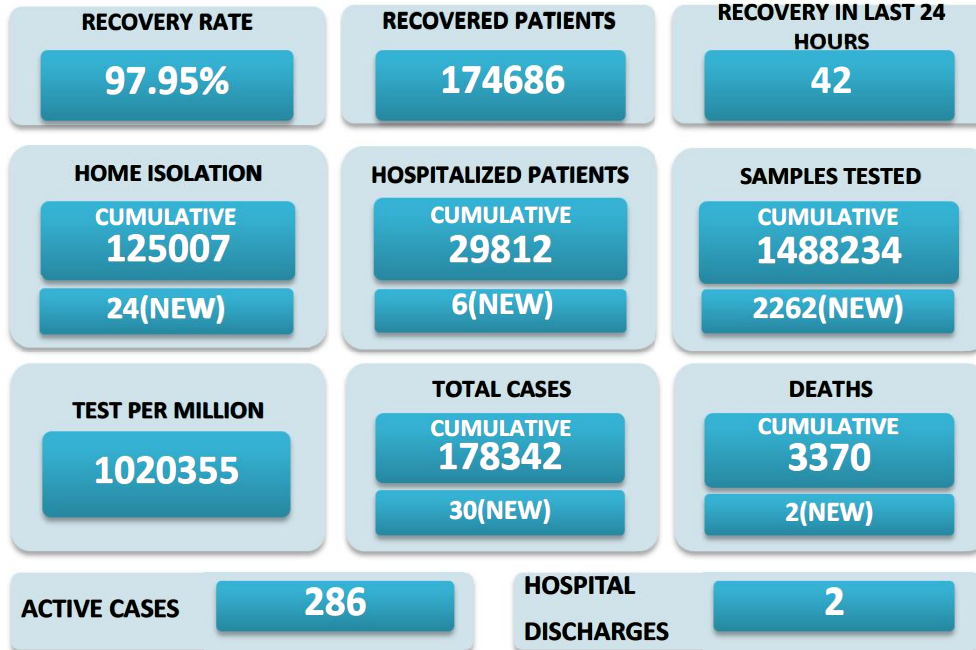 RECOVERY RATE
97.95%
RECOVERED PATIENTS
174686
RECOVERY IN LAST 24
HOURS
42
HOME ISOLATION
CUMULATIVE
125007
24(NEW)
HOSPITALIZED PATIENTS
CUMULATIVE
29812
6(NEW)
SAMPLES TESTED
CUMULATIVE
1488234
2262(NEW)
TEST PER MILLION
1020355
TOTAL CASES
CUMULATIVE
178342
30(NEW)
DEATHS
CUMULATIVE
3370
2(NEW)
ACTIVE CASES
286
HOSPITAL
DISCHARGES
2